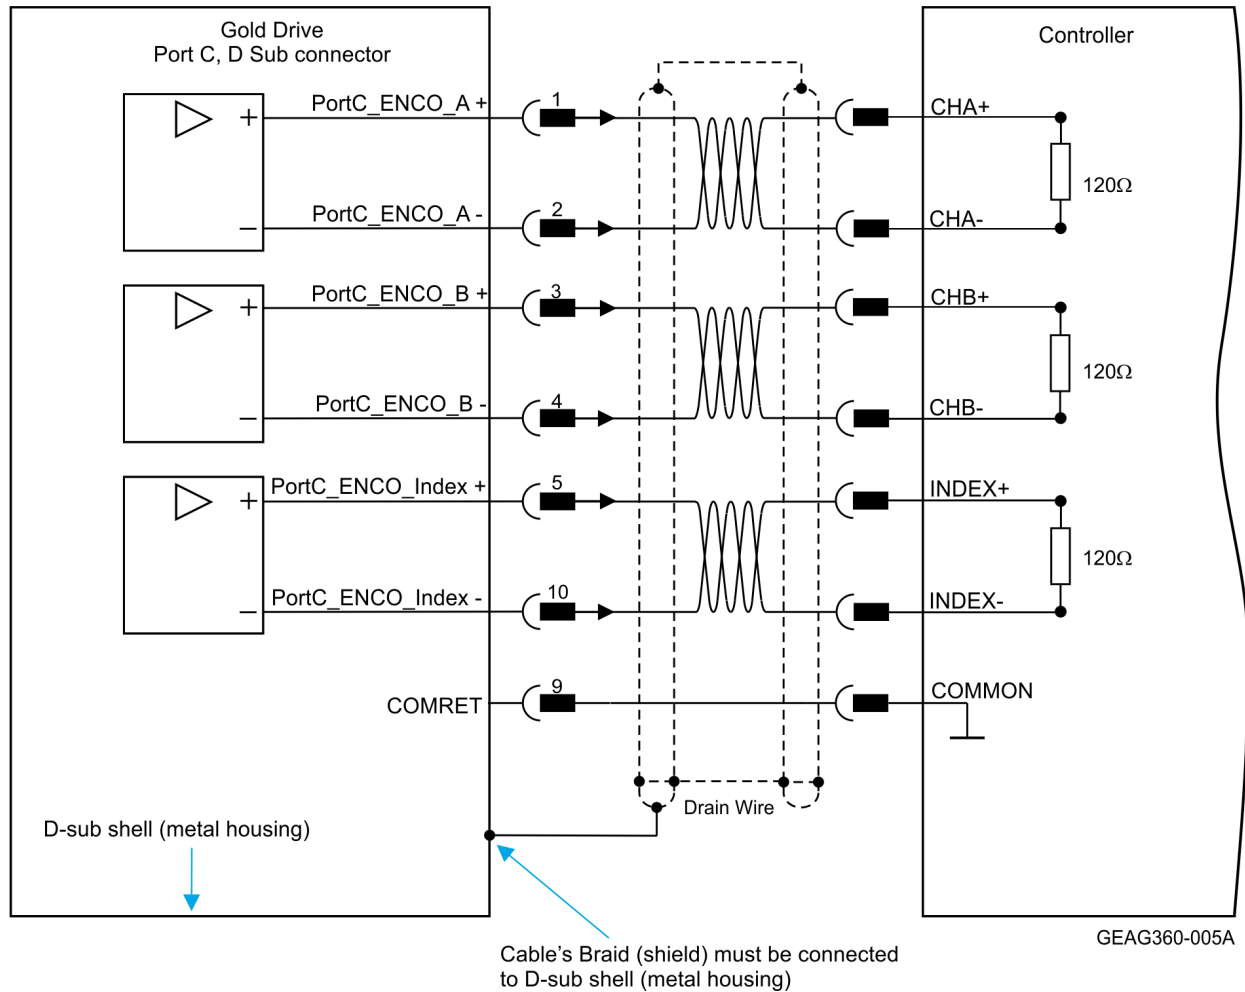 Gold Drive
Port C, D Sub connector
Controller
PortC_ENCO_A +
1
CHA+
+
120Ω
PortC_ENCO_A -
2
CHA-
−
PortC_ENCO_B +
3
CHB+
+
120Ω
PortC_ENCO_B -
4
CHB-
−
PortC_ENCO_Index +
5
INDEX+
+
120Ω
PortC_ENCO_Index -
10
INDEX-
−
COMRET
9
COMMON
Drain Wire
D-sub shell (metal housing)
GEAG360-005A
Cable's Braid (shield) must be connected
to D-sub shell (metal housing)